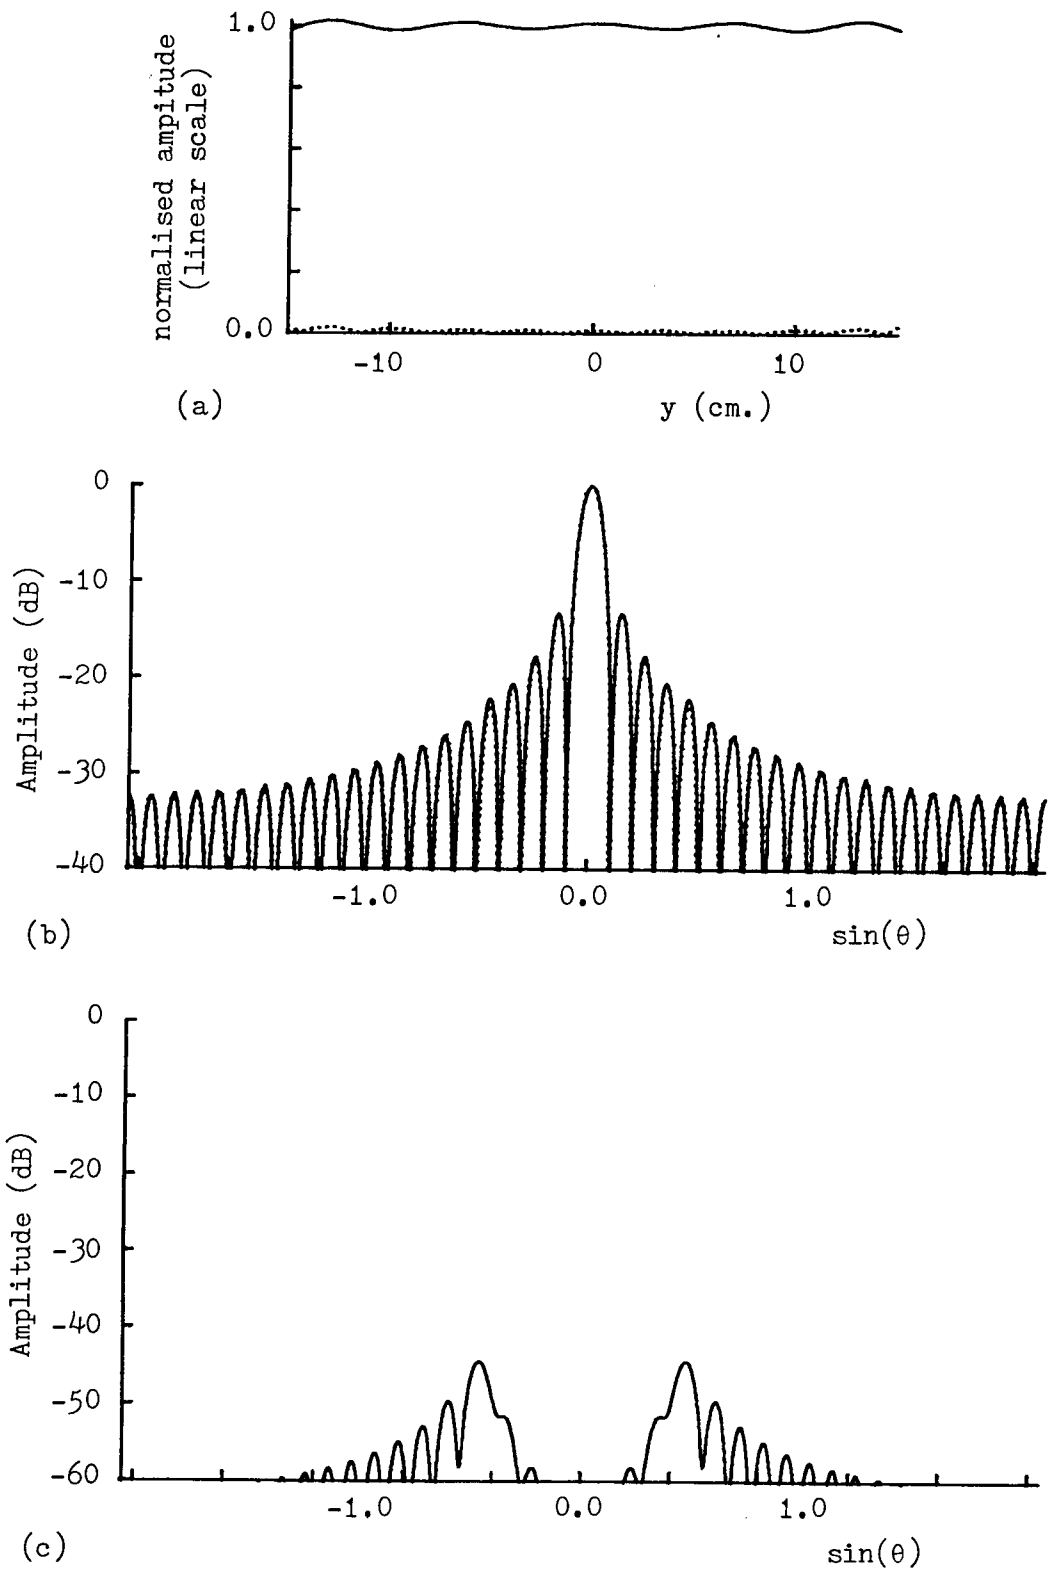 normalised ampitude
(linear scale)
1.0
0.0
-10
0
10
(a)
y (cm.)
Amplitude (dB)
0
-10
-20
-30
-40
-1.0
0.0
1.0
(b)
sin(θ)
Amplitude (dB)
0
-10
-20
-30
-40
-50
-60
-1.0
0.0
1.0
(c)
sin(θ)